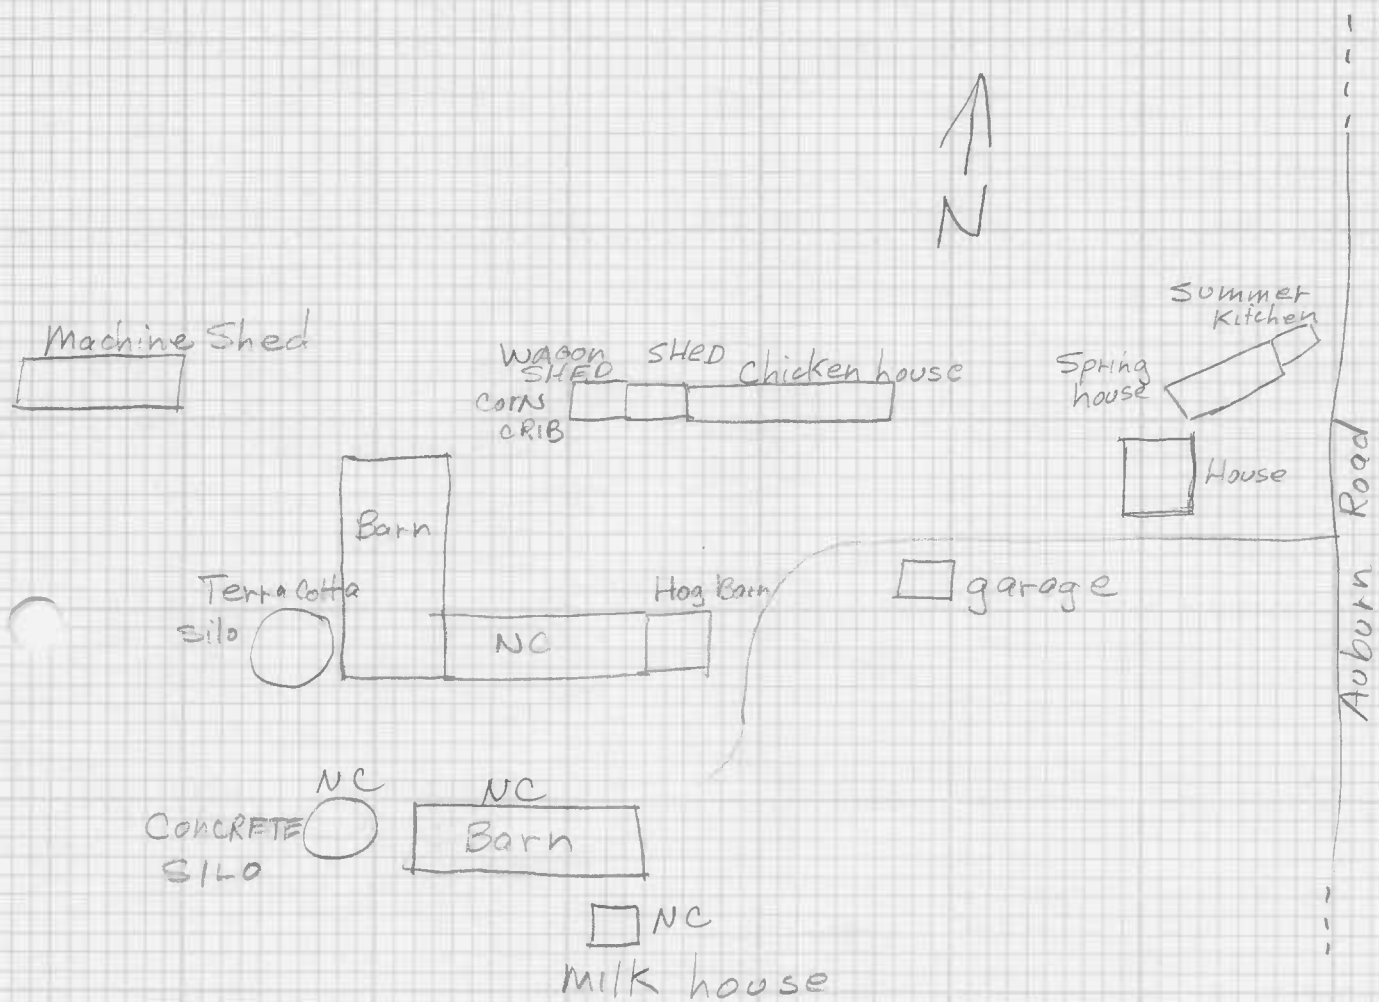 N
Summer
Kitchen
Machine Shed
Wagon
SHED
SHED
Chicken house
Spring
house
CORN
CRIB
House
Auburn Road
Barn
Terra Cotta
Silo
Hog Barn
garage
NC
NC
NC
CONCRETE
SILO
Barn
NC
Milk house